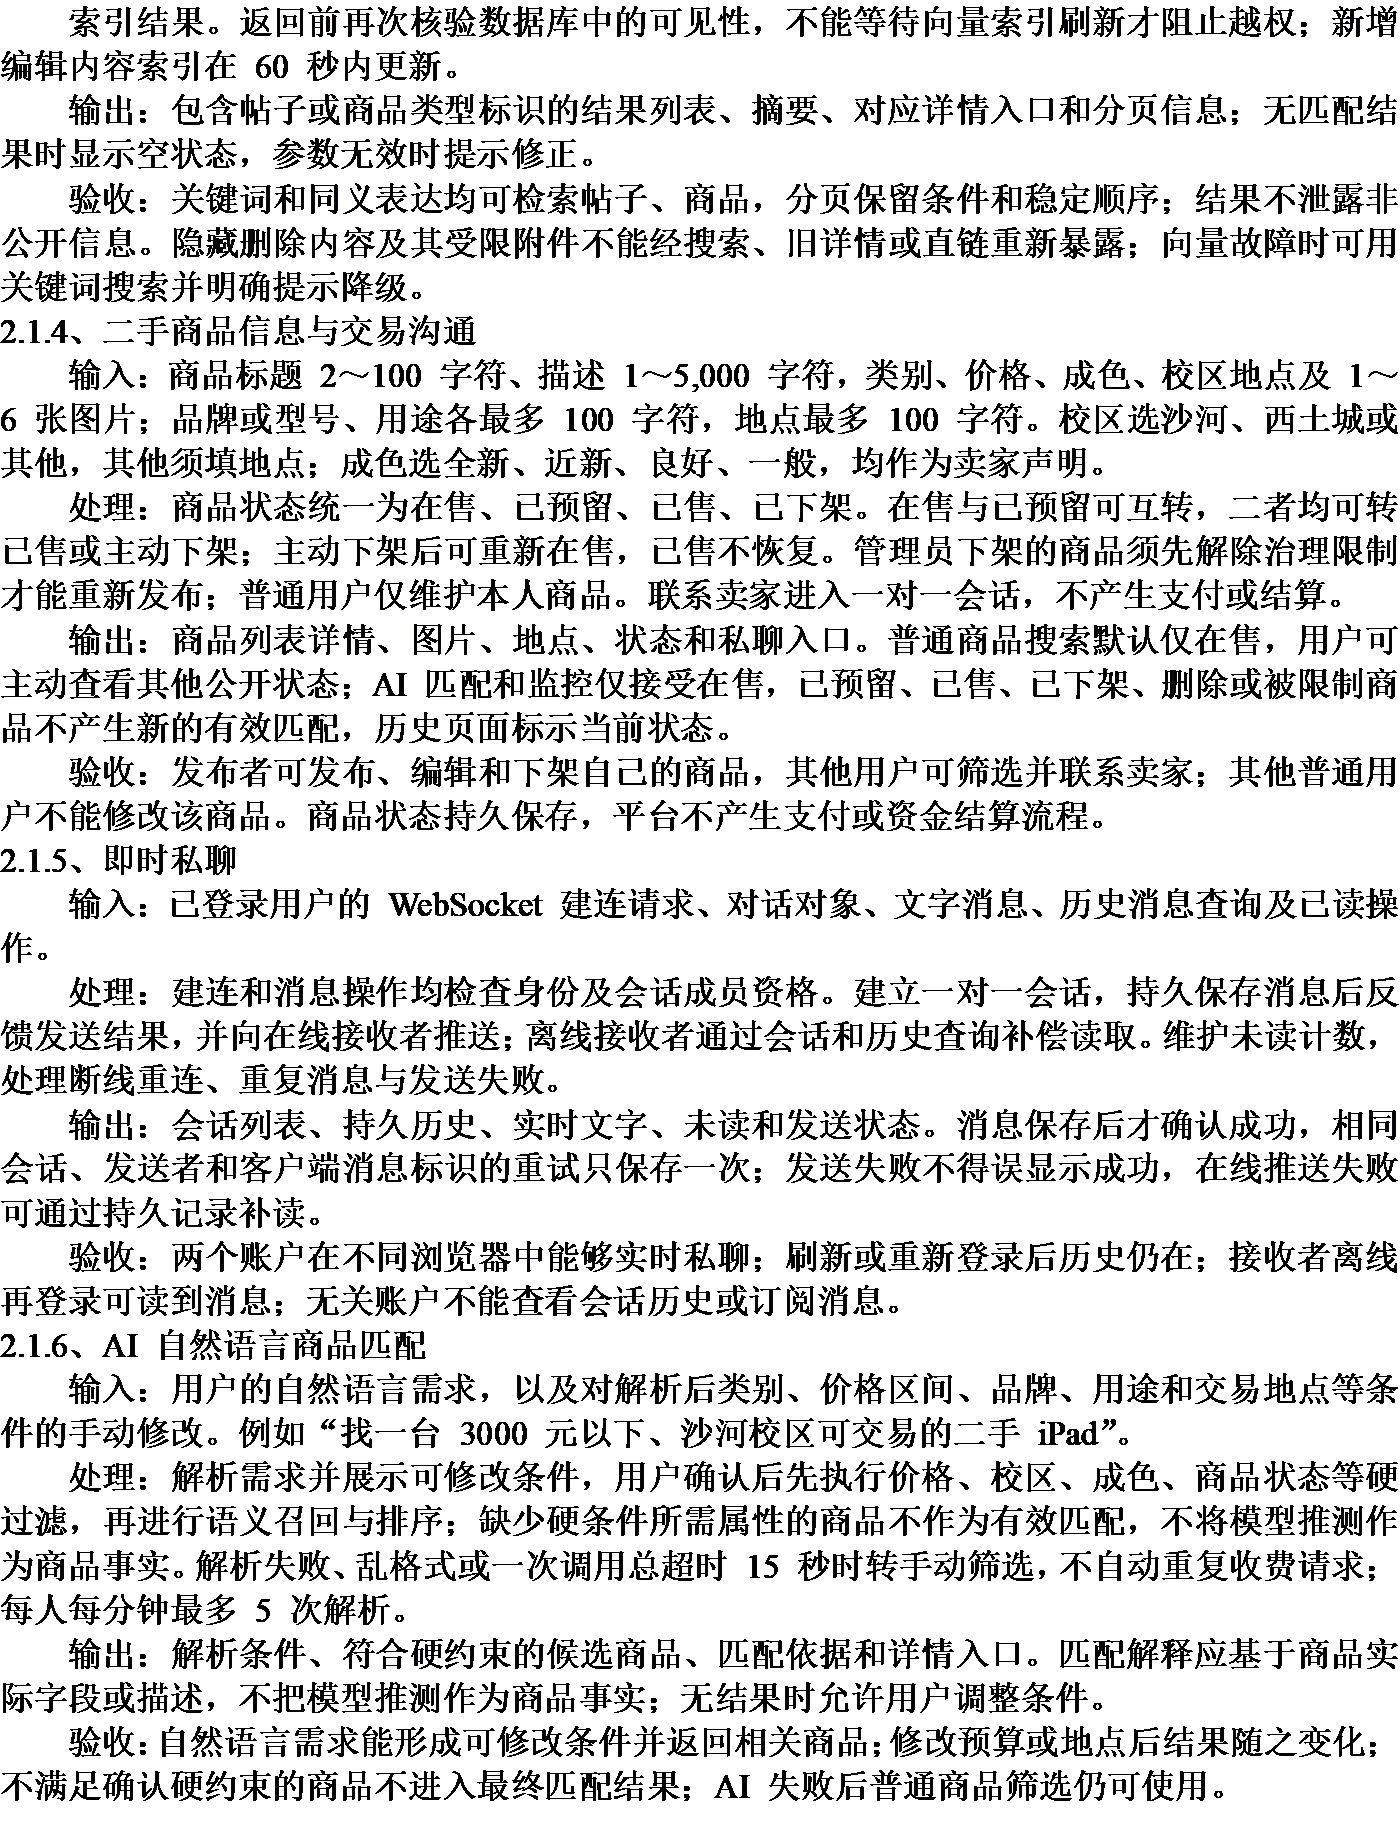 索引结果。返回前再次核验数据库中的可见性，不能等待向量索引刷新才阻止越权；新增
编辑内容索引在 60 秒内更新。
输出：包含帖子或商品类型标识的结果列表、摘要、对应详情入口和分页信息；无匹配结
果时显示空状态，参数无效时提示修正。
验收：关键词和同义表达均可检索帖子、商品，分页保留条件和稳定顺序；结果不泄露非
公开信息。隐藏删除内容及其受限附件不能经搜索、旧详情或直链重新暴露；向量故障时可用
关键词搜索并明确提示降级。
2.1.4、二手商品信息与交易沟通
输入：商品标题 2～100 字符、描述 1～5,000 字符，类别、价格、成色、校区地点及 1～
6 张图片；品牌或型号、用途各最多 100 字符，地点最多 100 字符。校区选沙河、西土城或
其他，其他须填地点；成色选全新、近新、良好、一般，均作为卖家声明。
处理：商品状态统一为在售、已预留、已售、已下架。在售与已预留可互转，二者均可转
已售或主动下架；主动下架后可重新在售，已售不恢复。管理员下架的商品须先解除治理限制
才能重新发布；普通用户仅维护本人商品。联系卖家进入一对一会话，不产生支付或结算。
输出：商品列表详情、图片、地点、状态和私聊入口。普通商品搜索默认仅在售，用户可
主动查看其他公开状态；AI 匹配和监控仅接受在售，已预留、已售、已下架、删除或被限制商
品不产生新的有效匹配，历史页面标示当前状态。
验收：发布者可发布、编辑和下架自己的商品，其他用户可筛选并联系卖家；其他普通用
户不能修改该商品。商品状态持久保存，平台不产生支付或资金结算流程。
2.1.5、即时私聊
输入：已登录用户的 WebSocket 建连请求、对话对象、文字消息、历史消息查询及已读操
作。
处理：建连和消息操作均检查身份及会话成员资格。建立一对一会话，持久保存消息后反
馈发送结果，并向在线接收者推送；离线接收者通过会话和历史查询补偿读取。维护未读计数，
处理断线重连、重复消息与发送失败。
输出：会话列表、持久历史、实时文字、未读和发送状态。消息保存后才确认成功，相同
会话、发送者和客户端消息标识的重试只保存一次；发送失败不得误显示成功，在线推送失败
可通过持久记录补读。
验收：两个账户在不同浏览器中能够实时私聊；刷新或重新登录后历史仍在；接收者离线
再登录可读到消息；无关账户不能查看会话历史或订阅消息。
2.1.6、AI 自然语言商品匹配
输入：用户的自然语言需求，以及对解析后类别、价格区间、品牌、用途和交易地点等条
件的手动修改。例如“找一台 3000 元以下、沙河校区可交易的二手 iPad”。
处理：解析需求并展示可修改条件，用户确认后先执行价格、校区、成色、商品状态等硬
过滤，再进行语义召回与排序；缺少硬条件所需属性的商品不作为有效匹配，不将模型推测作
为商品事实。解析失败、乱格式或一次调用总超时 15 秒时转手动筛选，不自动重复收费请求；
每人每分钟最多 5 次解析。
输出：解析条件、符合硬约束的候选商品、匹配依据和详情入口。匹配解释应基于商品实
际字段或描述，不把模型推测作为商品事实；无结果时允许用户调整条件。
验收：自然语言需求能形成可修改条件并返回相关商品；修改预算或地点后结果随之变化；
不满足确认硬约束的商品不进入最终匹配结果；AI 失败后普通商品筛选仍可使用。